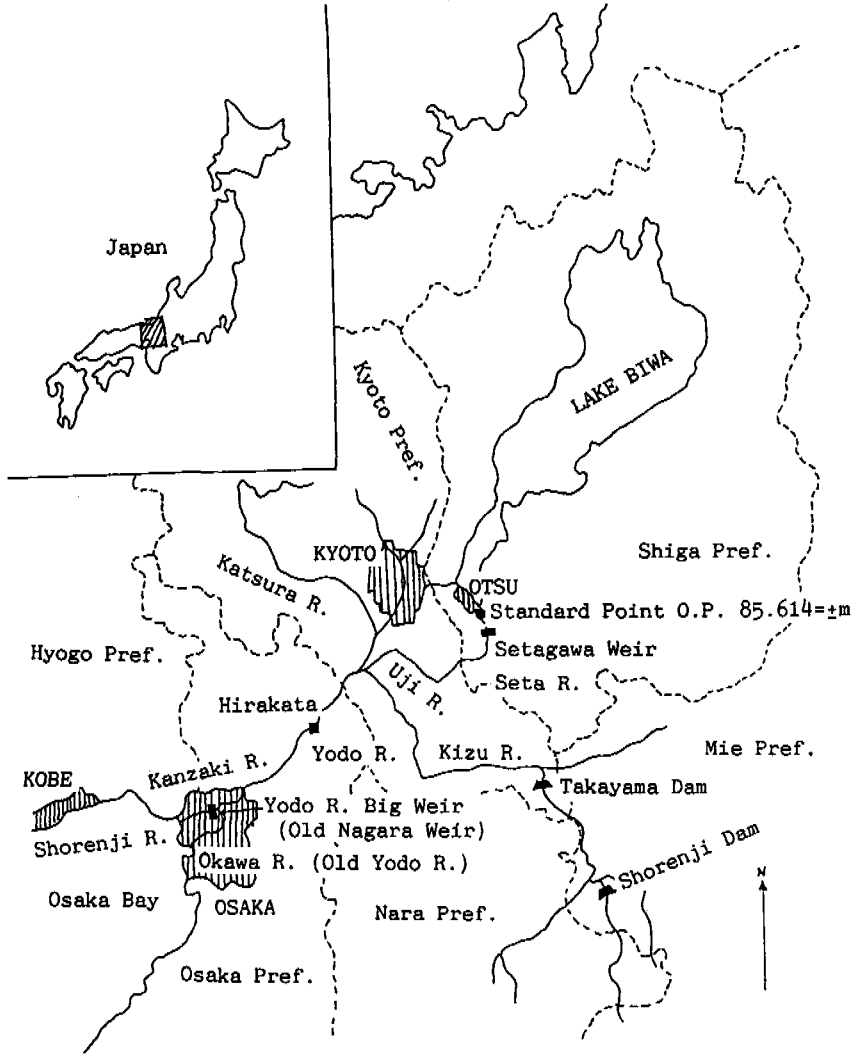 Japan
LAKE BIWA
Kyoto Pref.
KYOTO
Shiga Pref.
Katsura R.
OTSU
Standard Point O.P. 85.614=±m
Hyogo Pref.
Setagawa Weir
Uji R.
Seta R.
Hirakata
Yodo R.
Kizu R.
Mie Pref.
Kanzaki R.
KOBE
Takayama Dam
Yodo R. Big Weir
(Old Nagara Weir)
Shorenji R.
Okawa R. (Old Yodo R.)
Shorenji Dam
Osaka Bay
OSAKA
Nara Pref.
N
Osaka Pref.